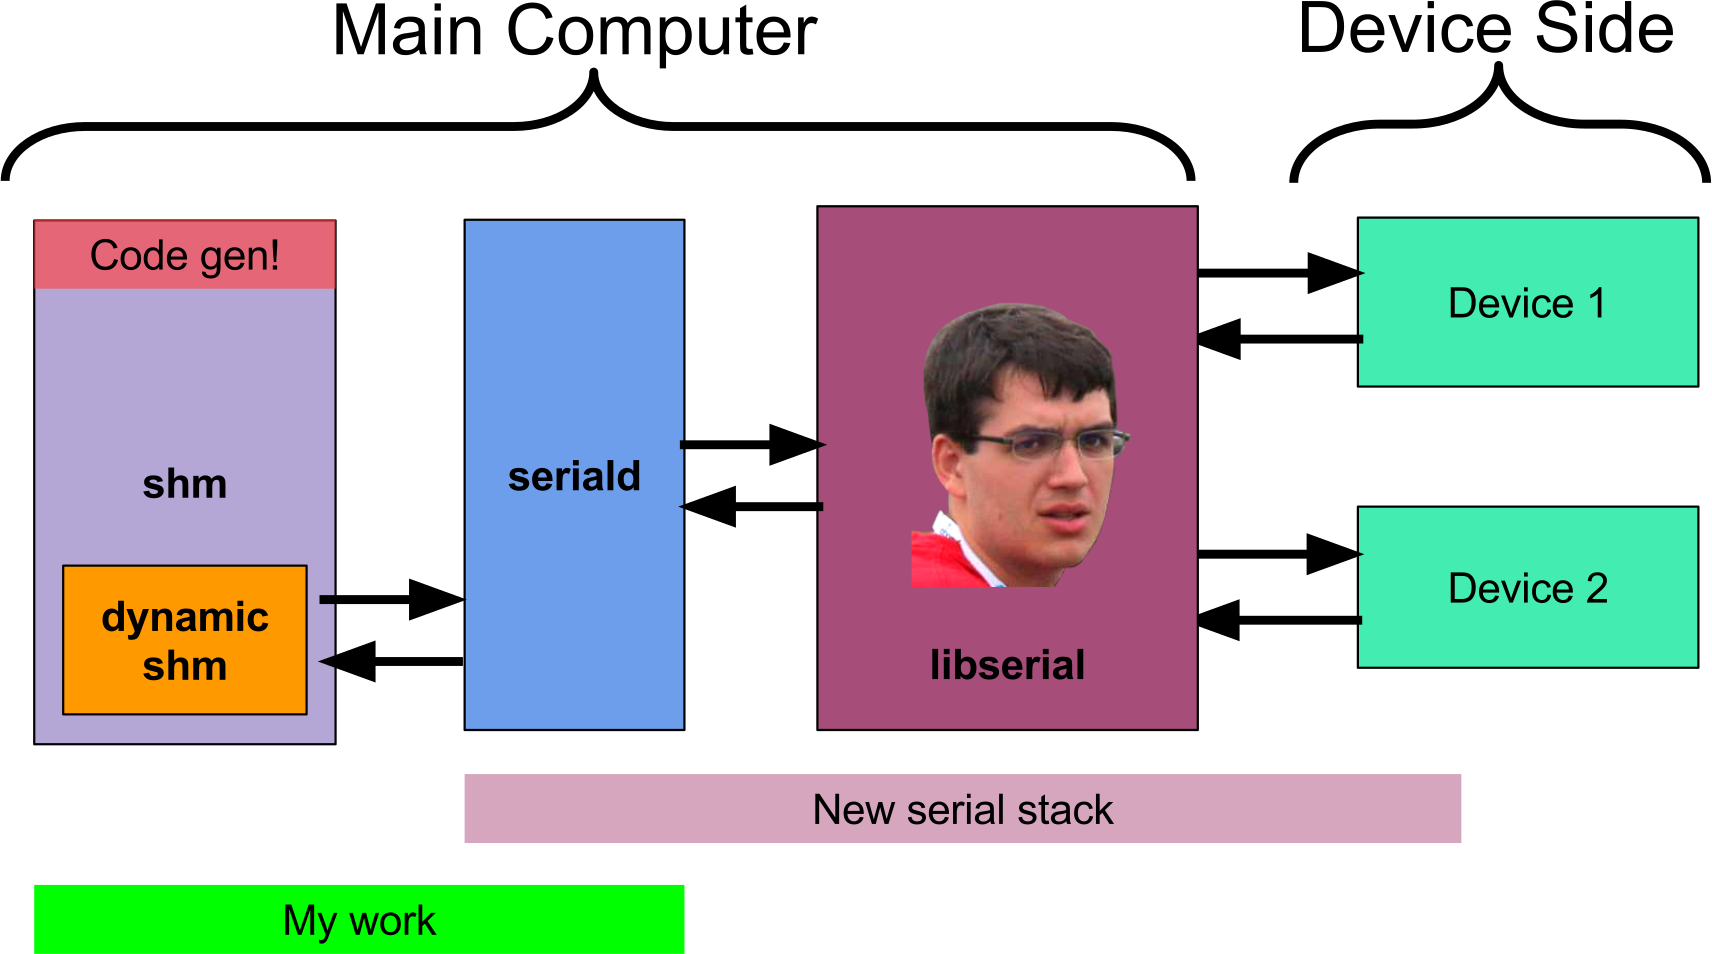 Main Computer
Device Side
Code gen!
shm
dynamic
shm
seriald
libserial
Device 1
Device 2
New serial stack
My work